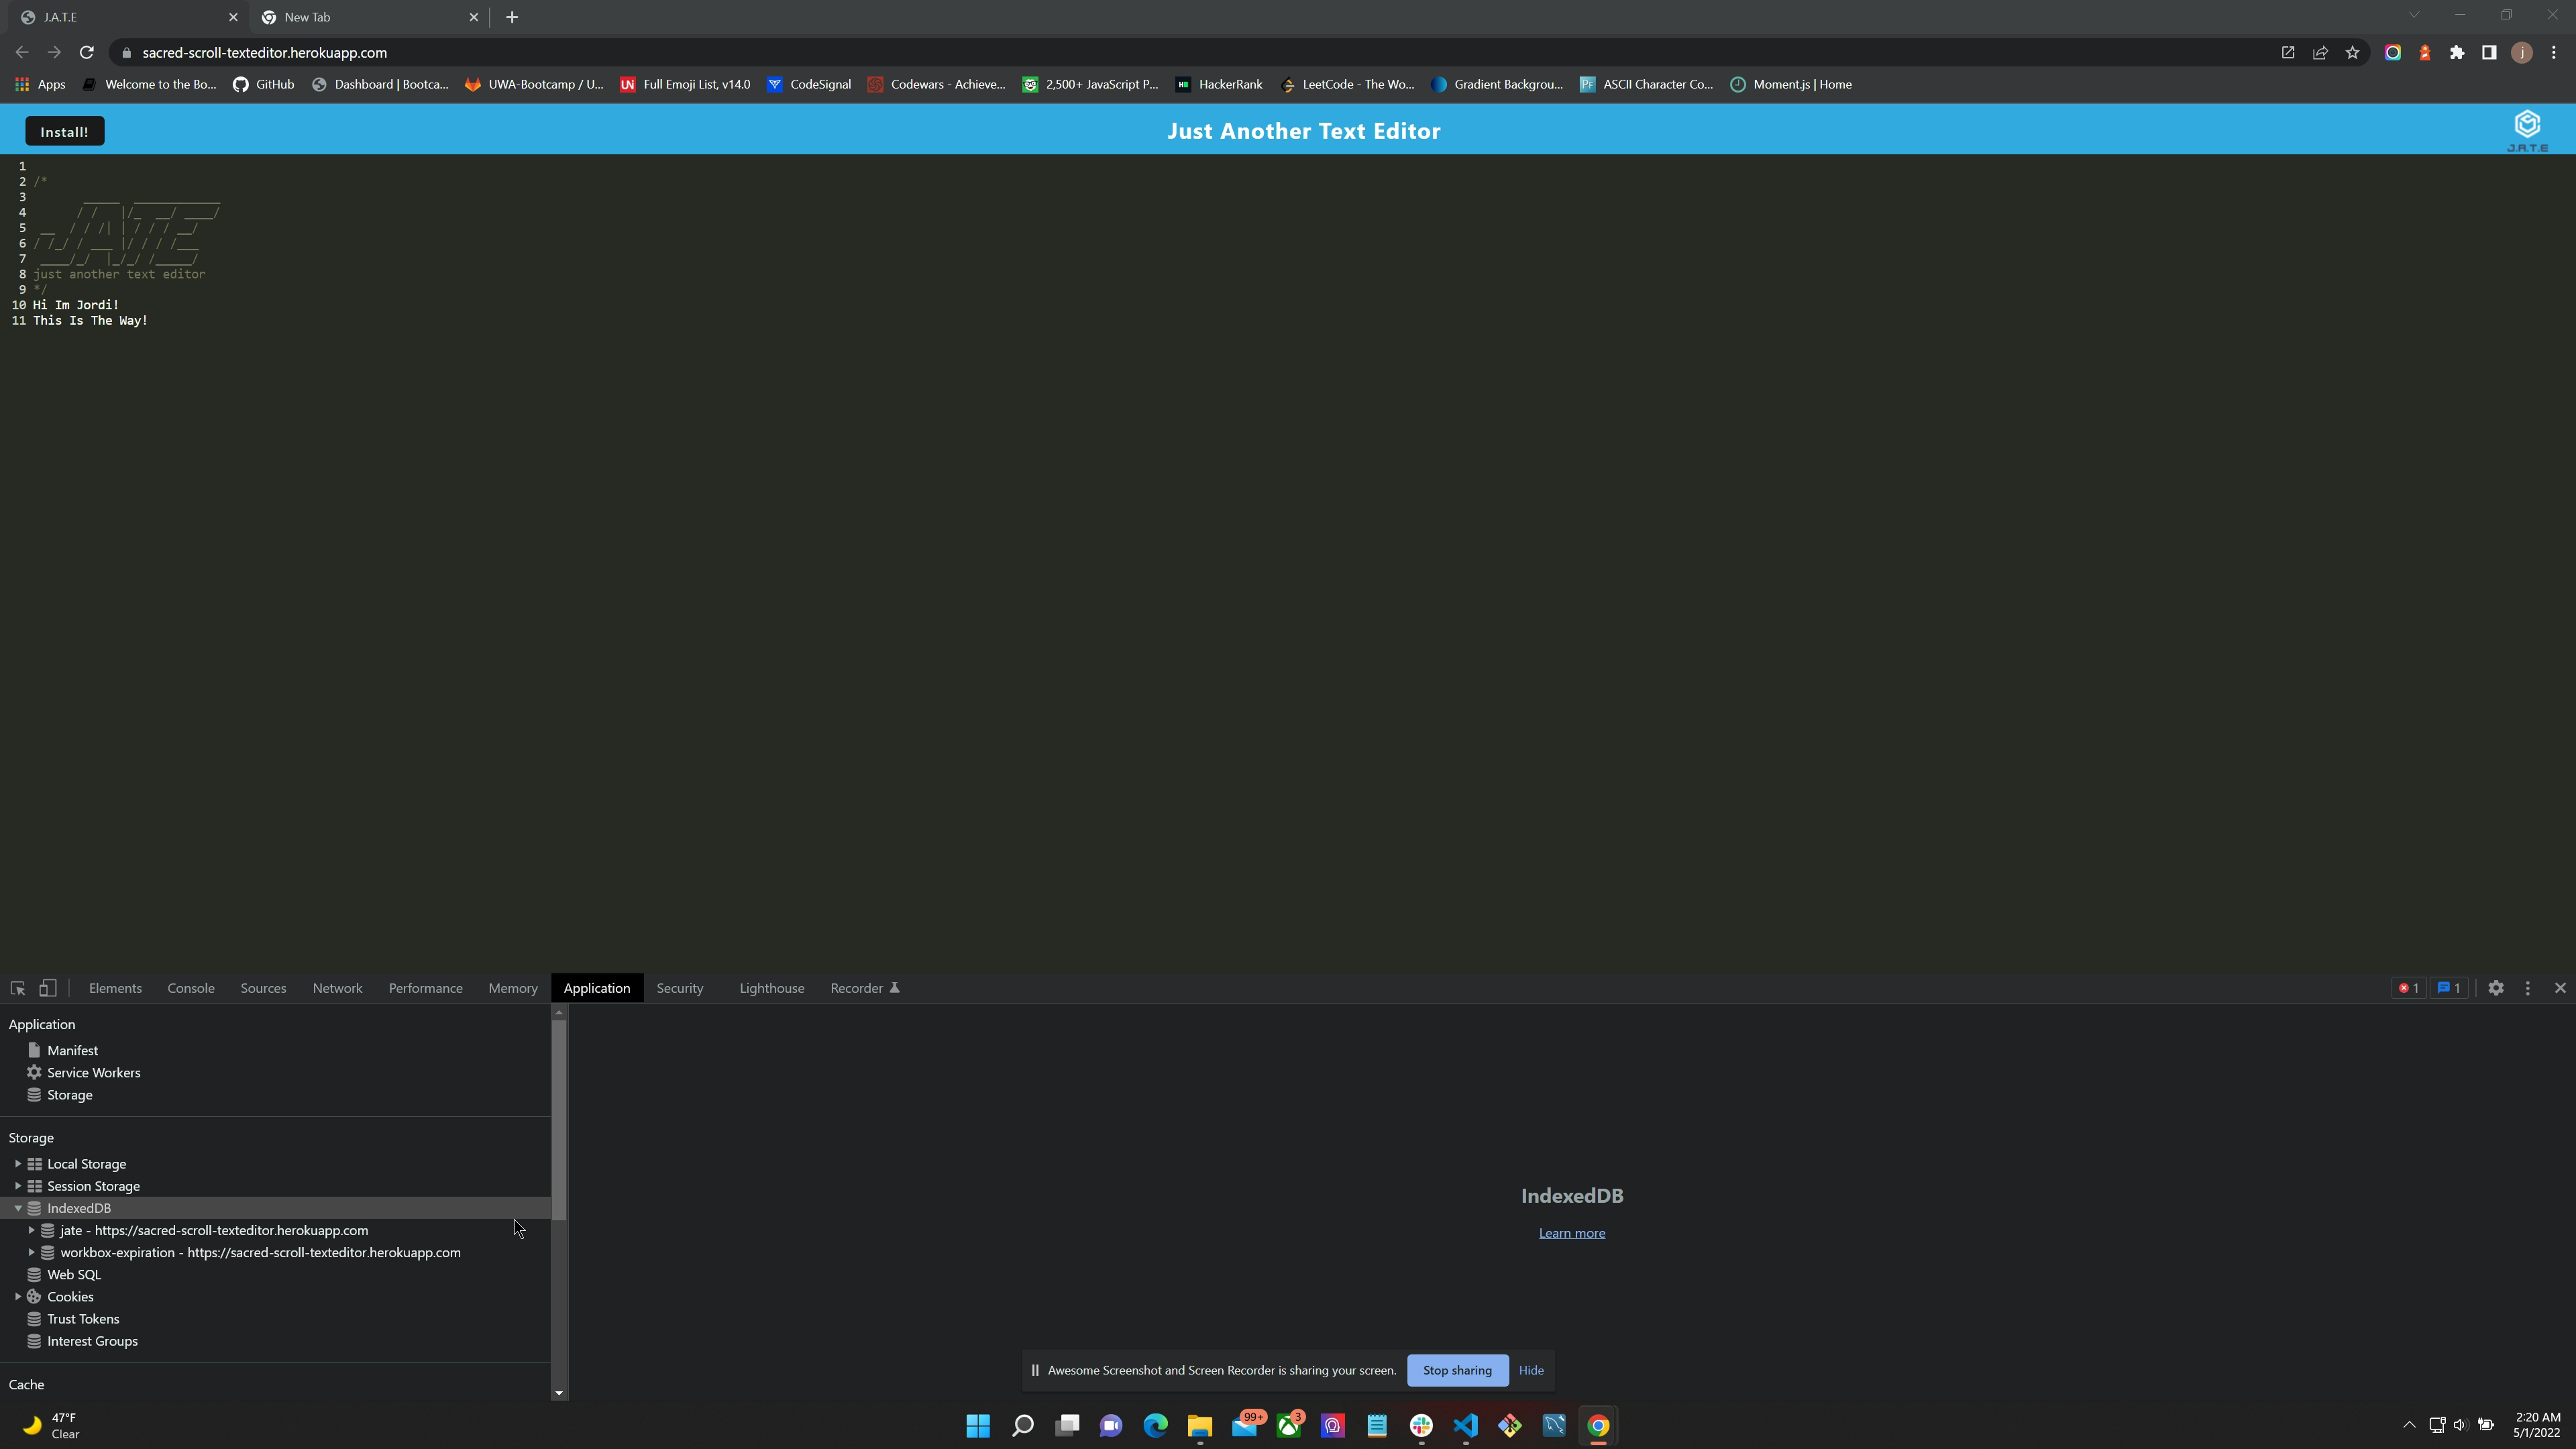 J.A.T.E
New Tab
sacred-scroll-texteditor.herokuapp.com
j
Apps
Welcome to the Bo...
GitHub
Dashboard | Bootca...
UWA-Bootcamp / U...
Full Emoji List, v14.0
CodeSignal
Codewars - Achieve...
2,500+ JavaScript P...
HackerRank
LeetCode - The Wo...
Gradient Backgrou...
ASCII Character Co...
Moment.js | Home
Install!
Just Another Text Editor
J.A.T.E
1
2 /*
3
4
5
6
7
8 just another text editor
9 */
10 Hi Im Jordi!
11 This Is The Way!
Elements
Console
Sources
Network
Performance
Memory
Application
Security
Lighthouse
Recorder
1
1
Application
Manifest
Service Workers
Storage
Storage
Local Storage
Session Storage
IndexedDB
jate - https://sacred-scroll-texteditor.herokuapp.com
workbox-expiration - https://sacred-scroll-texteditor.herokuapp.com
Web SQL
Cookies
Trust Tokens
Interest Groups
Cache
IndexedDB
Learn more
Awesome Screenshot and Screen Recorder is sharing your screen.
Stop sharing
Hide
47°F
Clear
99+
3
2:20 AM
5/1/2022